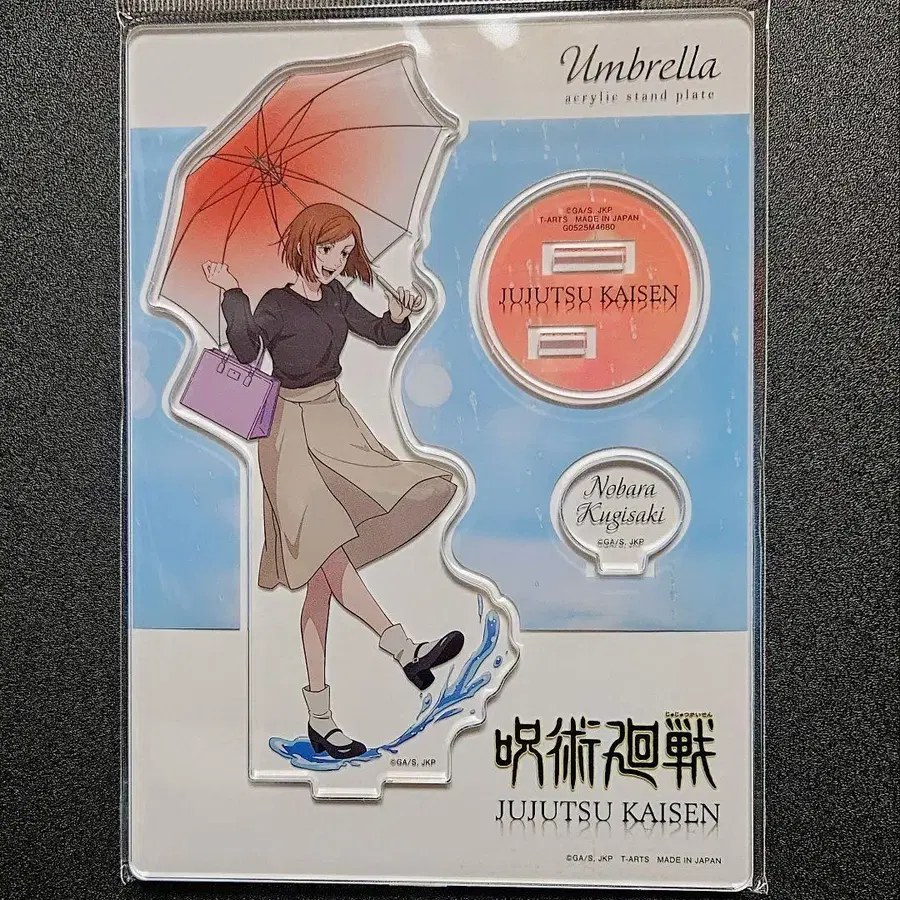 Umbrella
acrylic stand plate
©GA/S, JKP
T-ARTS MADE IN JAPAN
G0525M4680
JUJUTSU KAISEN
Nobara
Kugisaki
©GA/S, JKP
©GA/S, JKP
じゅじゅつかいせん
呪術廻戦
JUJUTSU KAISEN
©GA/S, JKP T-ARTS MADE IN JAPAN